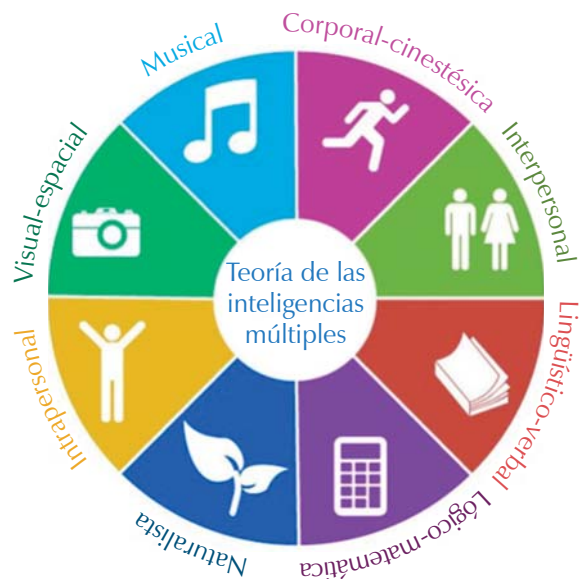 Musical
Corporal-cinestésica
Interpersonal
Lingüístico-verbal
Lógico-matemática
Naturalista
Intrapersonal
Visual-espacial
Teoría de las
inteligencias
múltiples